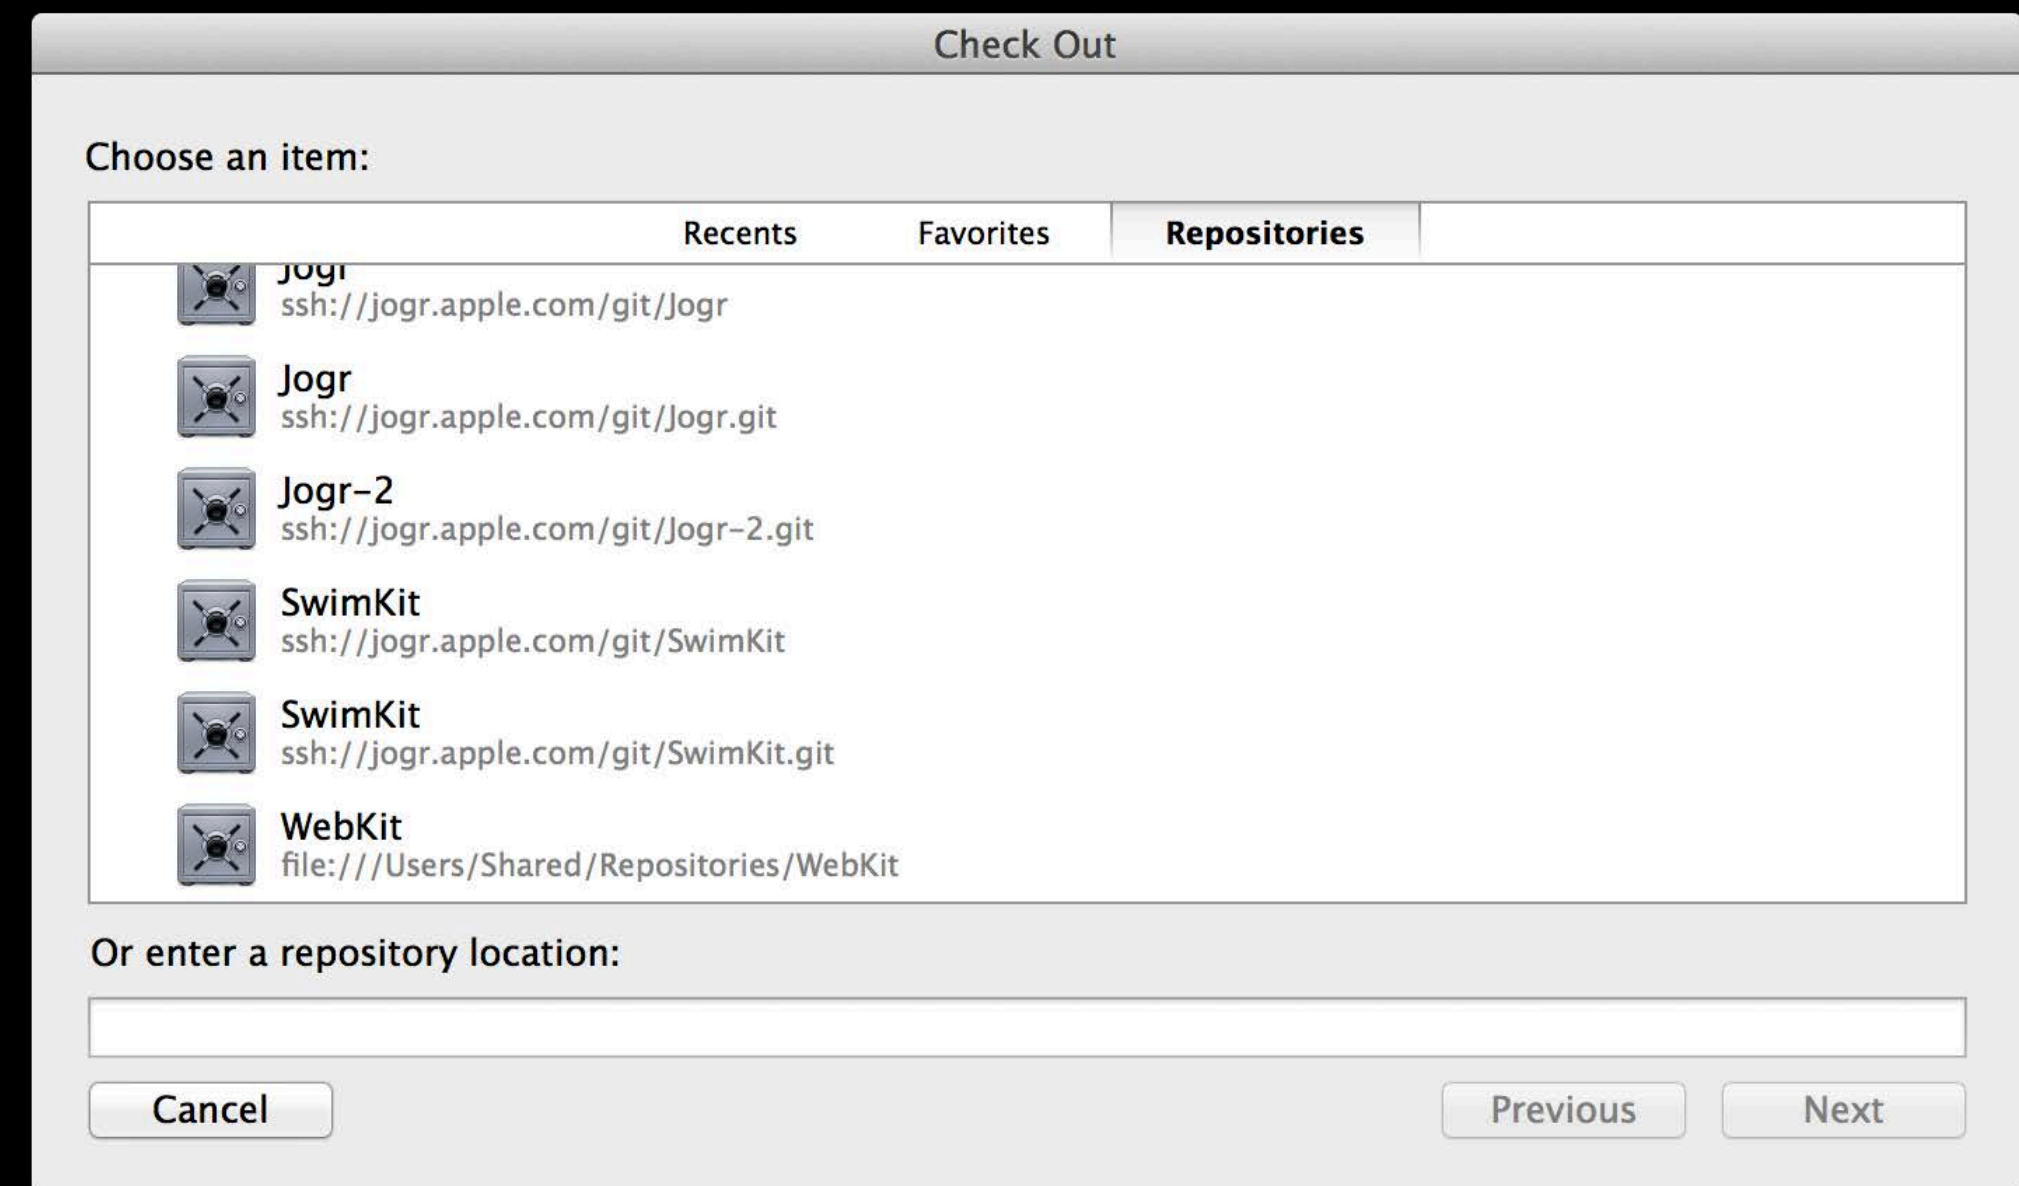 Check Out
Choose an item:
Recents Favorites Repositories
Jogr
ssh://jogr.apple.com/git/Jogr
Jogr
ssh://jogr.apple.com/git/Jogr.git
Jogr-2
ssh://jogr.apple.com/git/Jogr-2.git
SwimKit
ssh://jogr.apple.com/git/SwimKit
SwimKit
ssh://jogr.apple.com/git/SwimKit.git
WebKit
file:///Users/Shared/Repositories/WebKit
Or enter a repository location:
Cancel Previous Next